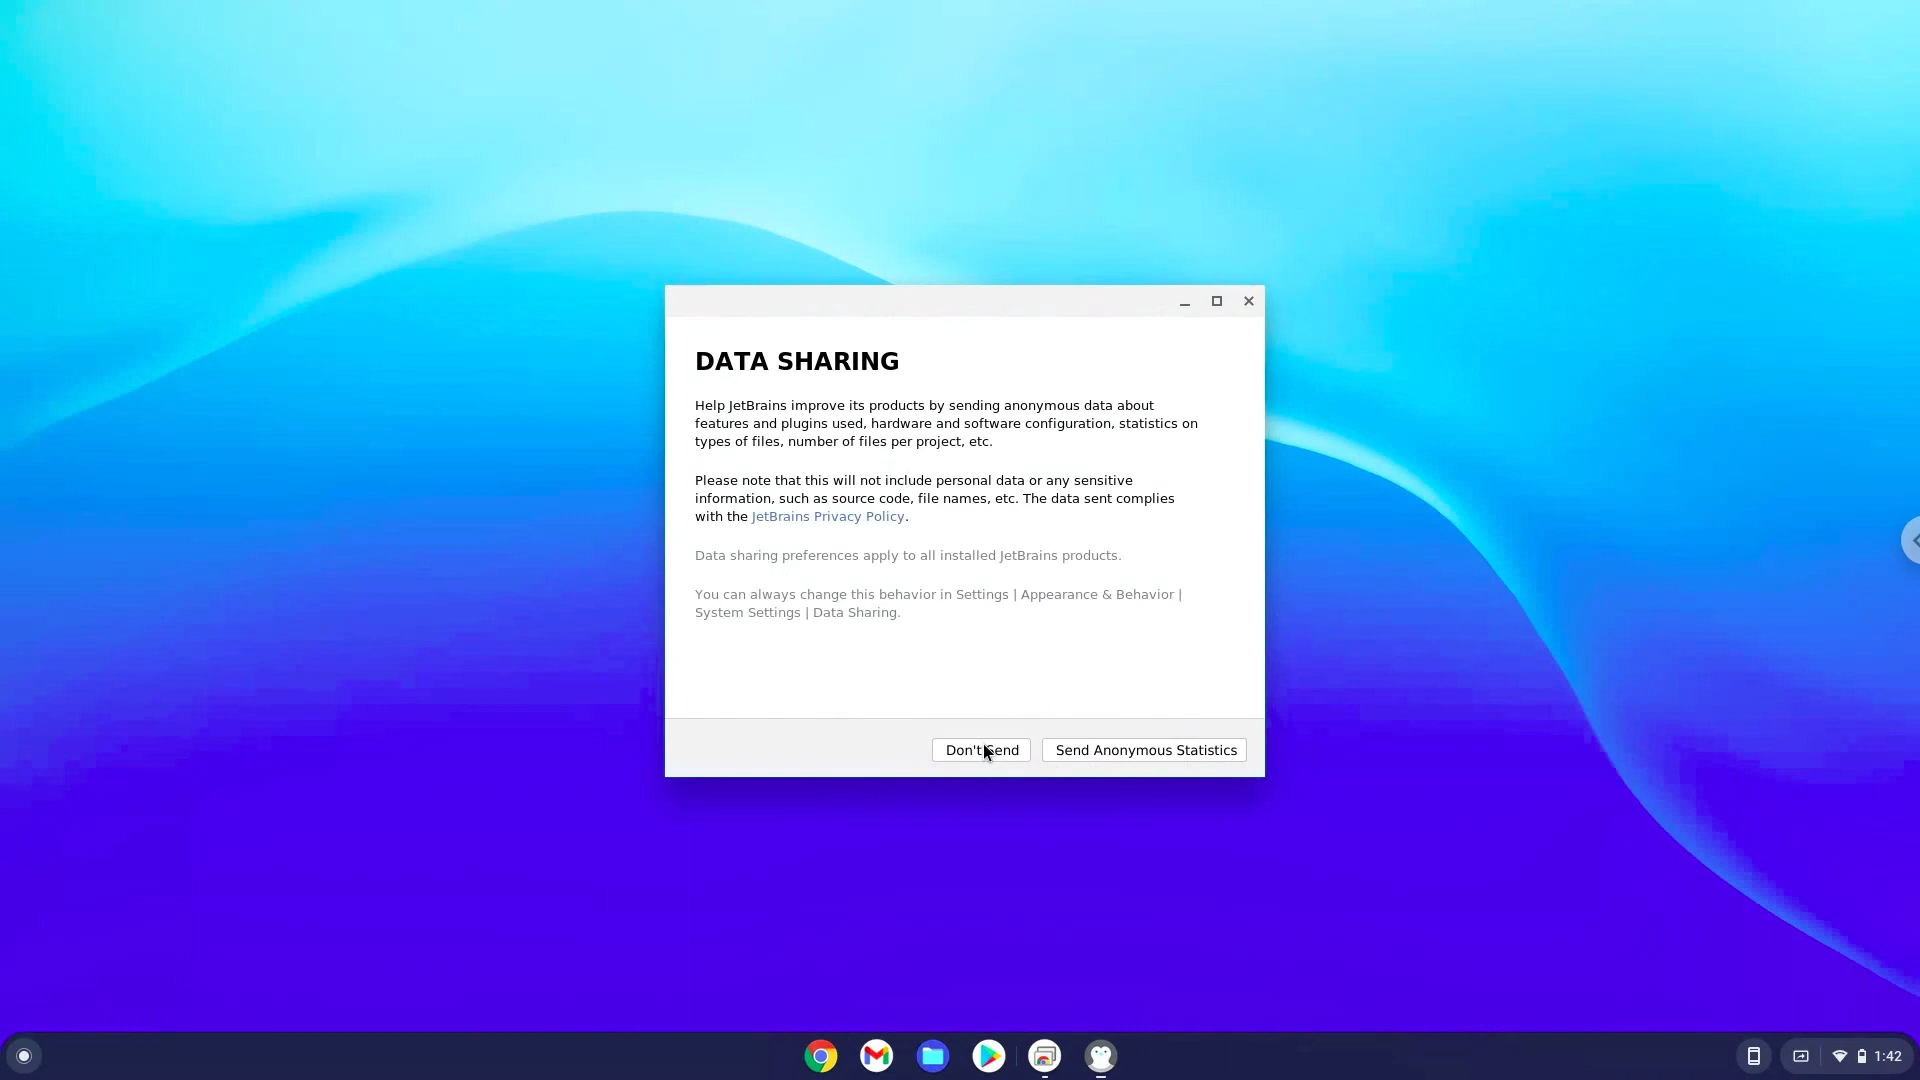 DATA SHARING
Help JetBrains improve its products by sending anonymous data about
features and plugins used, hardware and software configuration, statistics on
types of files, number of files per project, etc.
Please note that this will not include personal data or any sensitive
information, such as source code, file names, etc. The data sent complies
with the JetBrains Privacy Policy.
Data sharing preferences apply to all installed JetBrains products.
You can always change this behavior in Settings | Appearance & Behavior |
System Settings | Data Sharing.
Don't Send
Send Anonymous Statistics
1:42